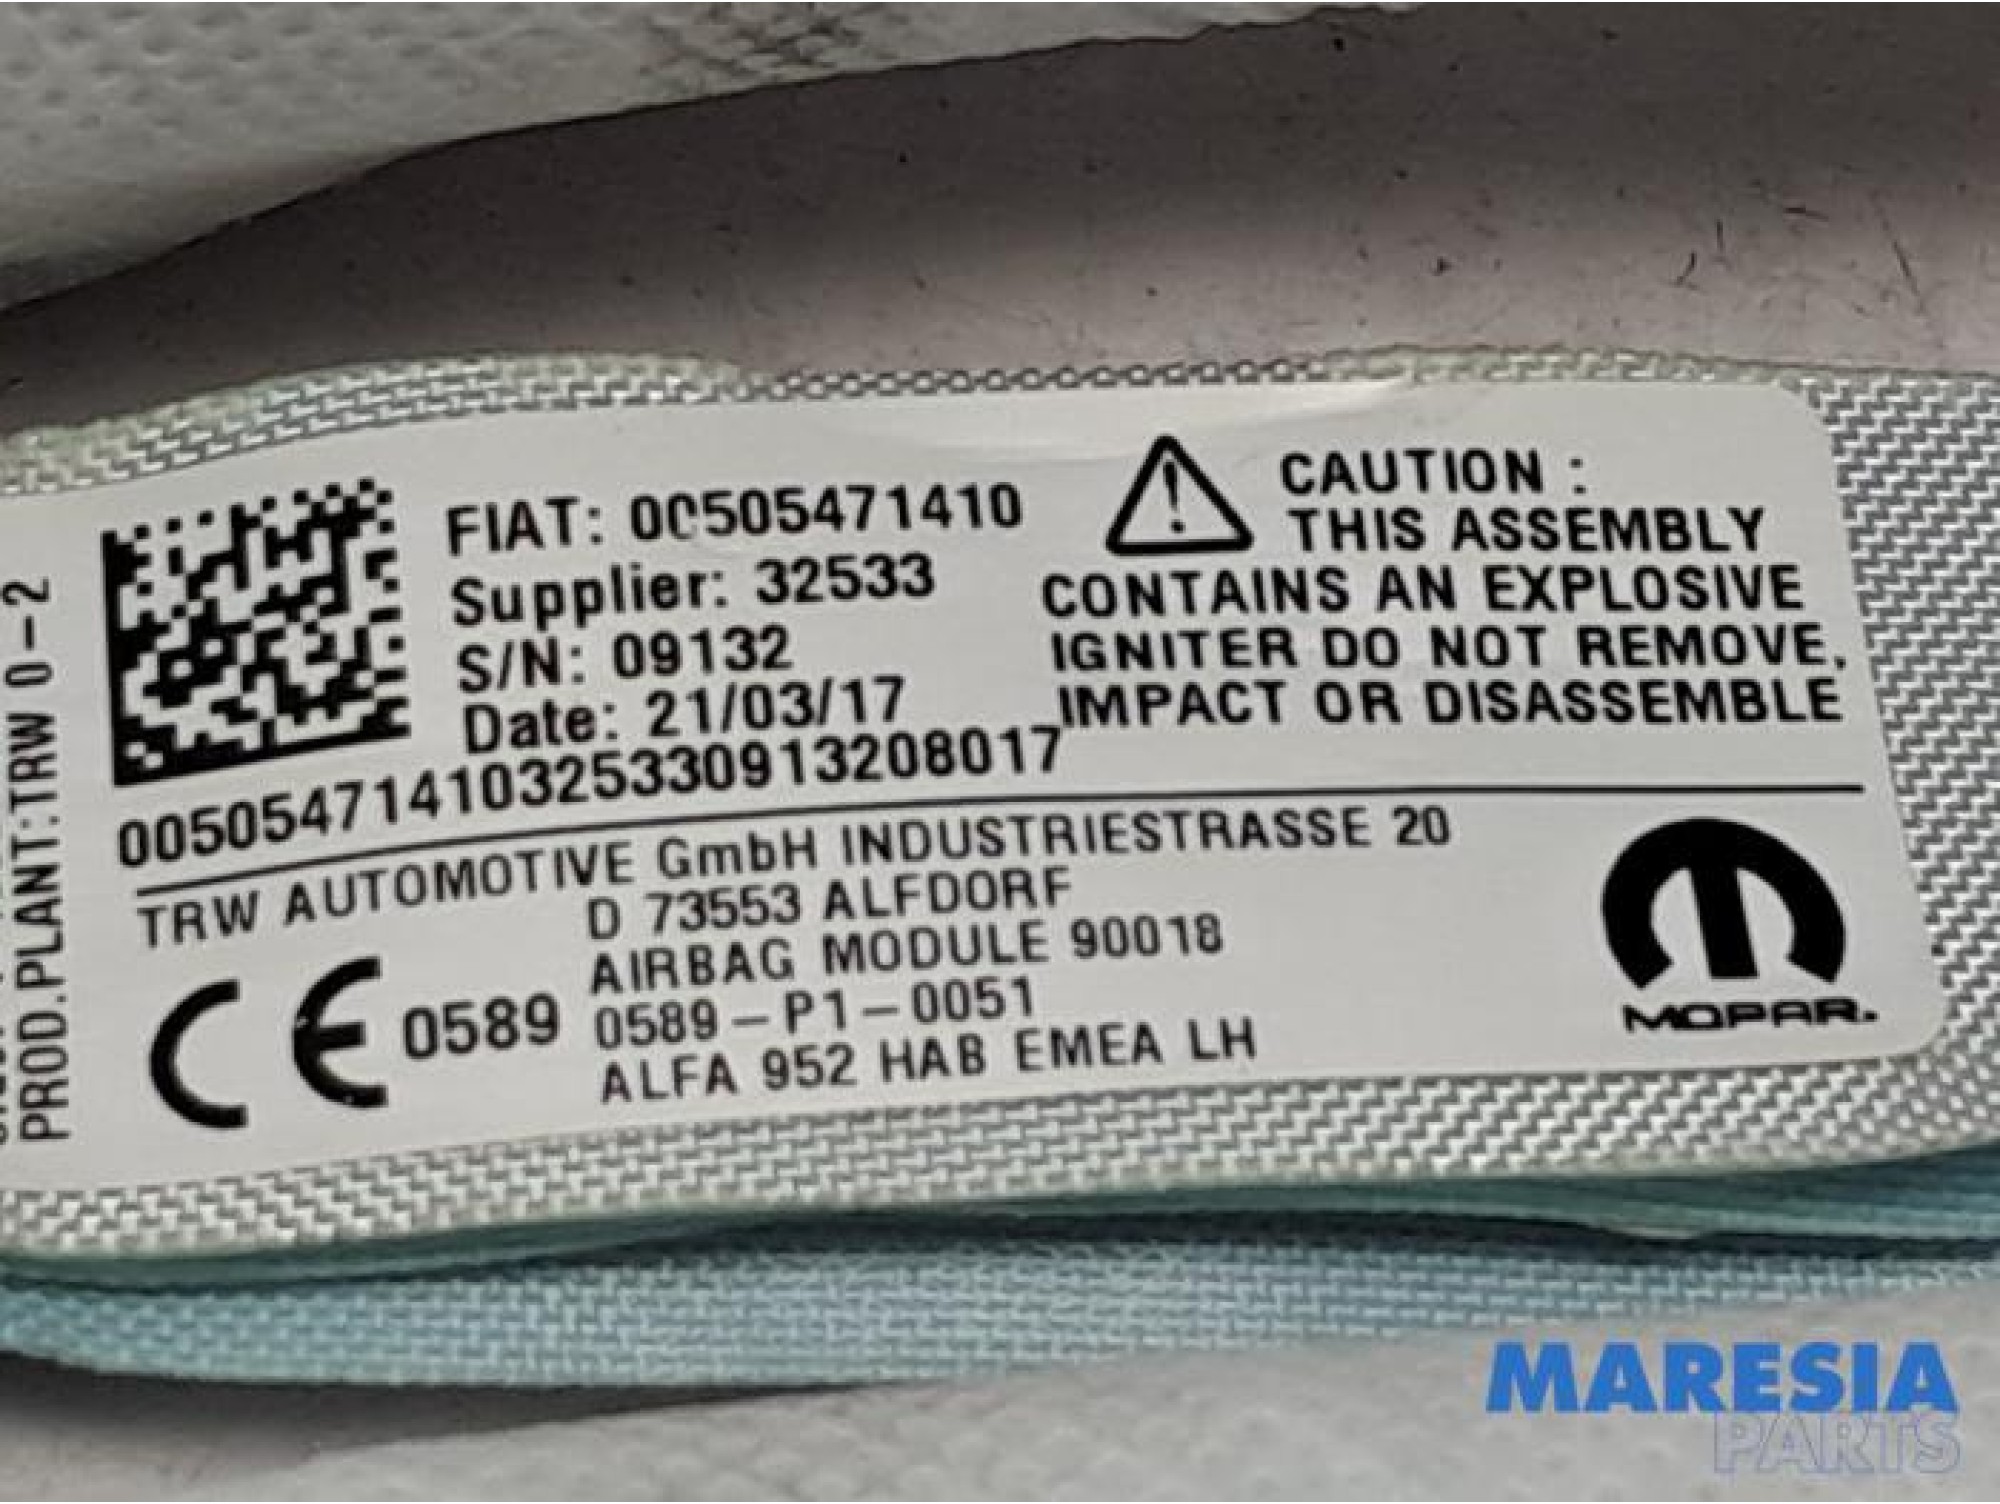 FIAT: 00505471410
Supplier: 32533
S/N: 09132
Date: 21/03/17
00505471410325330913208017
CAUTION :
THIS ASSEMBLY
CONTAINS AN EXPLOSIVE
IGNITER DO NOT REMOVE,
IMPACT OR DISASSEMBLE
TRW AUTOMOTIVE GmbH INDUSTRIESTRASSE 20
D 73553 ALFDORF
AIRBAG MODULE 90018
0589-P1-0051
ALFA 952 HAB EMEA LH
CE 0589
MOPAR.
PROD.PLANT:TRW 0-2
MARESIA
PARTS